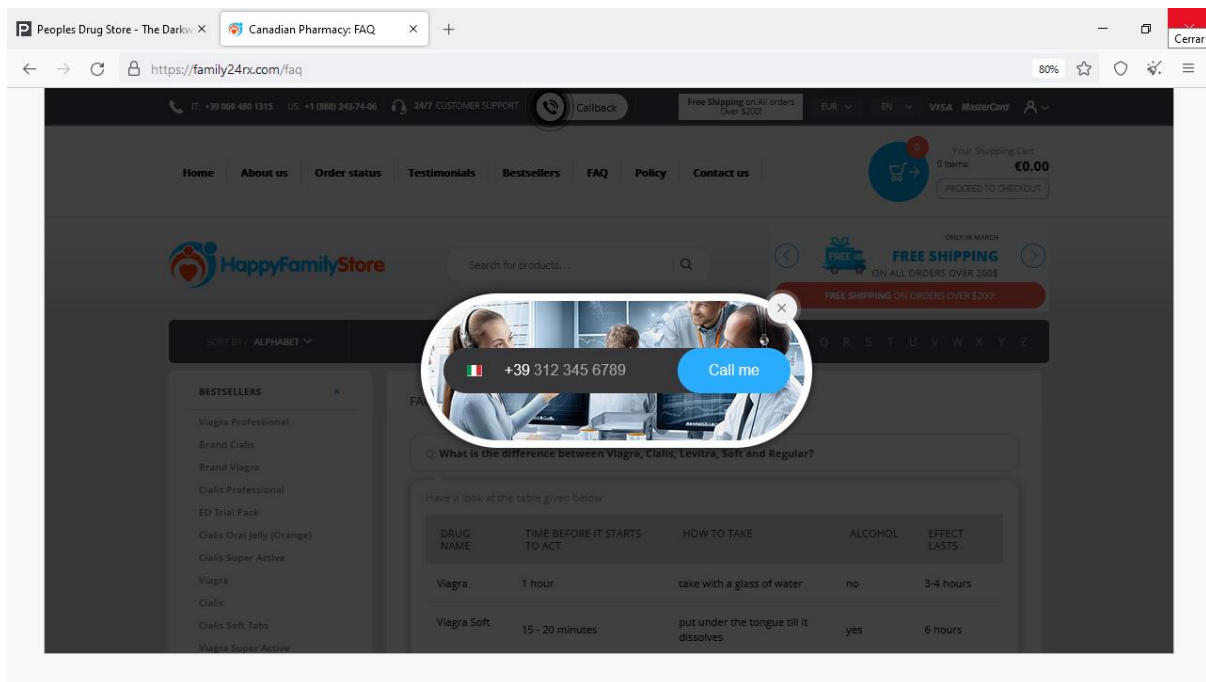 Peoples Drug Store - The Darkw
Canadian Pharmacy: FAQ
Cerrar
https://family24rx.com/faq
80%
IT: +39 069 480 1315 US: +1 (888) 243-74-06 24/7 CUSTOMER SUPPORT Callback Free Shipping on All orders Over $200! EUR EN VISA MasterCard
Home About us Order status Testimonials Bestsellers FAQ Policy Contact us
0
Your Shopping Cart
0 Items €0.00
PROCEED TO CHECKOUT
HappyFamilyStore
Search for products...
ONLY IN MARCH
FREE FREE SHIPPING
ON ALL ORDERS OVER 200$
FREE SHIPPING ON ORDERS OVER $200!
SORT BY / ALPHABET
Q R S T U V W X Y Z
+39 312 345 6789 Call me
BESTSELLERS
Viagra Professional
Brand Cialis
Brand Viagra
Cialis Professional
ED Trial Pack
Cialis Oral Jelly (Orange)
Cialis Super Active
Viagra
Cialis
Cialis Soft Tabs
Viagra Super Active
FA
Q: What is the difference between Viagra, Cialis, Levitra, Soft and Regular?
Have a look at the table given below:
DRUG NAME TIME BEFORE IT STARTS TO ACT HOW TO TAKE ALCOHOL EFFECT LASTS
Viagra 1 hour take with a glass of water no 3-4 hours
Viagra Soft 15 - 20 minutes put under the tongue till it dissolves yes 6 hours